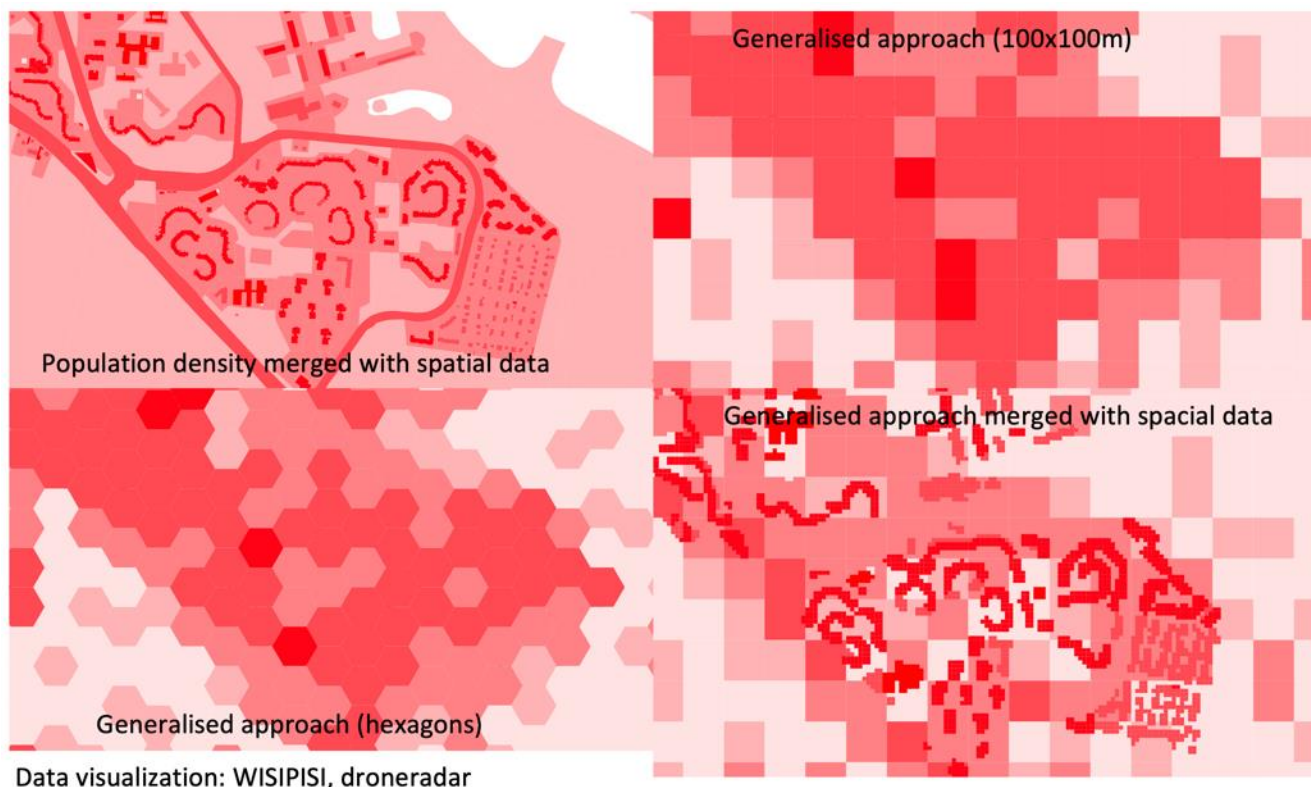 Generalised approach (100x100m)
Population density merged with spatial data
Generalised approach merged with spacial data
Generalised approach (hexagons)
Data visualization: WISIPISI, droneradar